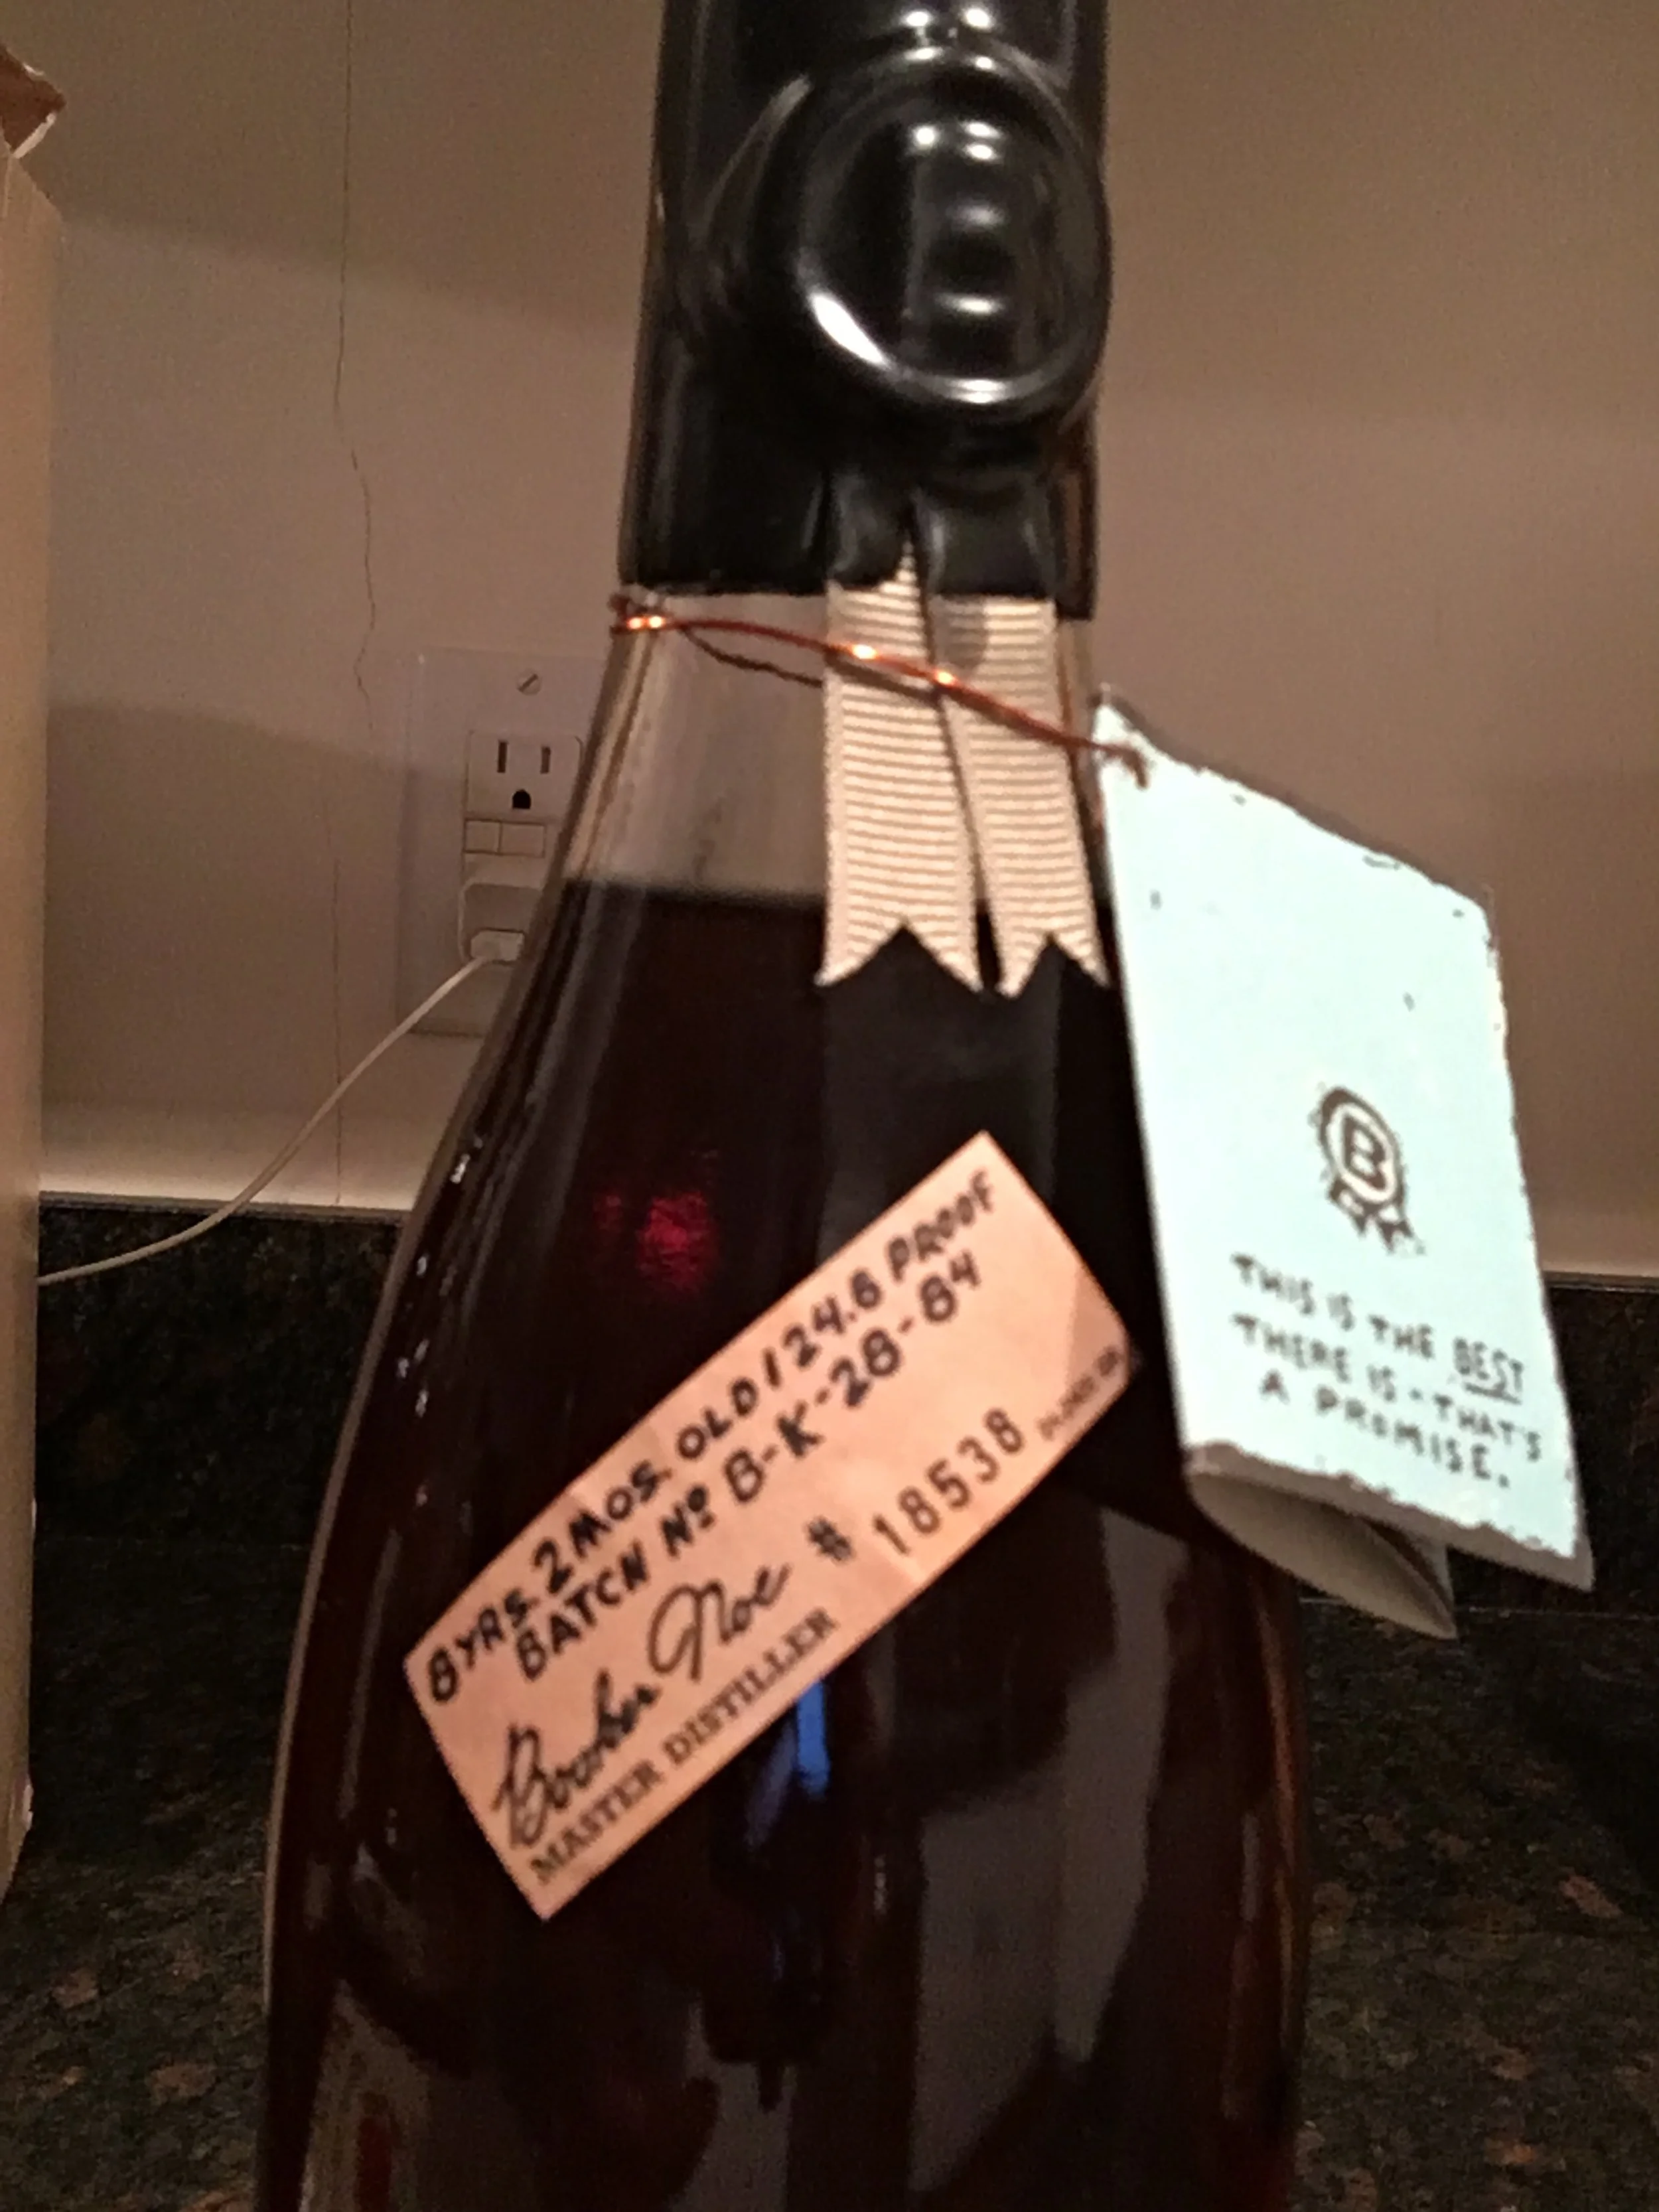 8 YRS. 2 MOS. OLD / 124.8 PROOF
BATCH Nº B-K-28-84
Booker Noe # 18538
MASTER DISTILLER
B
THIS IS THE BEST
THERE IS - THAT'S
A PROMISE.